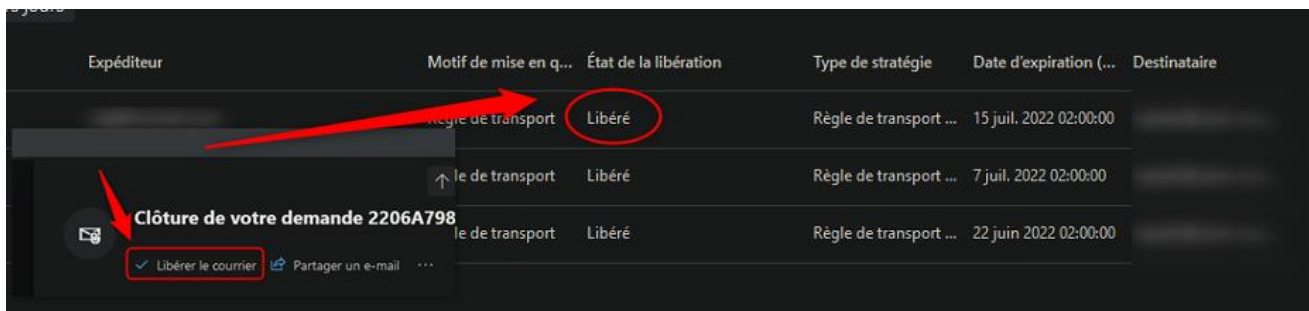 Expéditeur Motif de mise en q... État de la libération Type de stratégie Date d'expiration (... Destinataire
Règle de transport Libéré Règle de transport ... 15 juil. 2022 02:00:00
le de transport Libéré Règle de transport ... 7 juil. 2022 02:00:00
Clôture de votre demande 2206A798
le de transport Libéré Règle de transport ... 22 juin 2022 02:00:00
Libérer le courrier Partager un e-mail ...